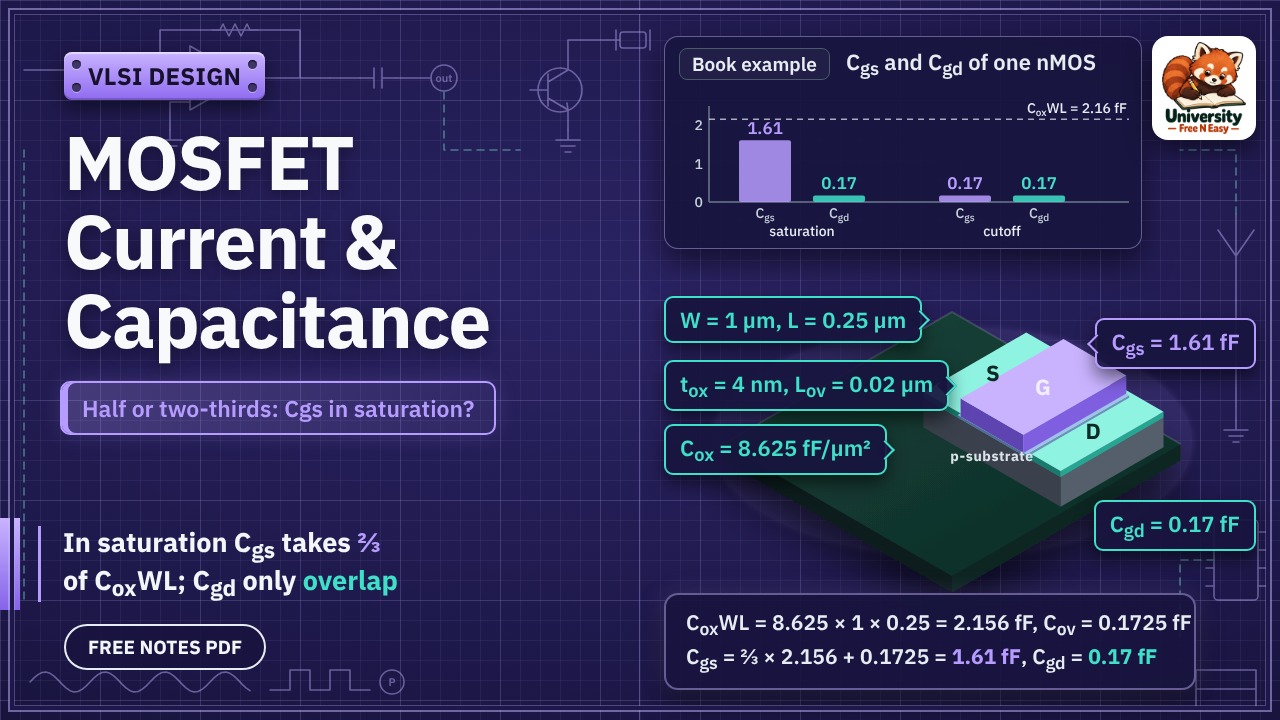 VLSI DESIGN
MOSFET
Current &
Capacitance
Half or two-thirds: Cgs in saturation?
In saturation Cgs takes ⅔
of CoxWL; Cgd only overlap
FREE NOTES PDF
out
P
Book example
Cgs and Cgd of one nMOS
CoxWL = 2.16 fF
2
1
0
1.61
0.17
0.17
0.17
Cgs
Cgd
Cgs
Cgd
saturation
cutoff
University
Free N Easy
W = 1 µm, L = 0.25 µm
tox = 4 nm, Lov = 0.02 µm
Cox = 8.625 fF/µm²
Cgs = 1.61 fF
S
G
D
p-substrate
Cgd = 0.17 fF
CoxWL = 8.625 × 1 × 0.25 = 2.156 fF, Cov = 0.1725 fF
Cgs = ⅔ × 2.156 + 0.1725 = 1.61 fF, Cgd = 0.17 fF